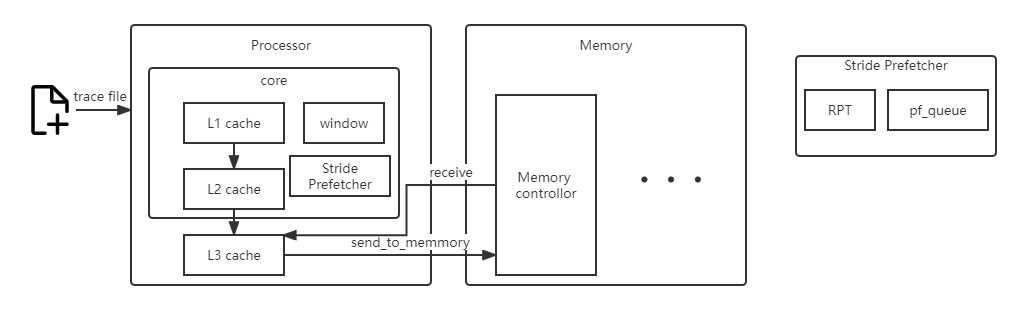 Processor
Memory
Stride Prefetcher
core
trace file
L1 cache
window
RPT
pf_queue
Stride
Prefetcher
receive
Memory
controllor
L2 cache
send_to_memmory
L3 cache